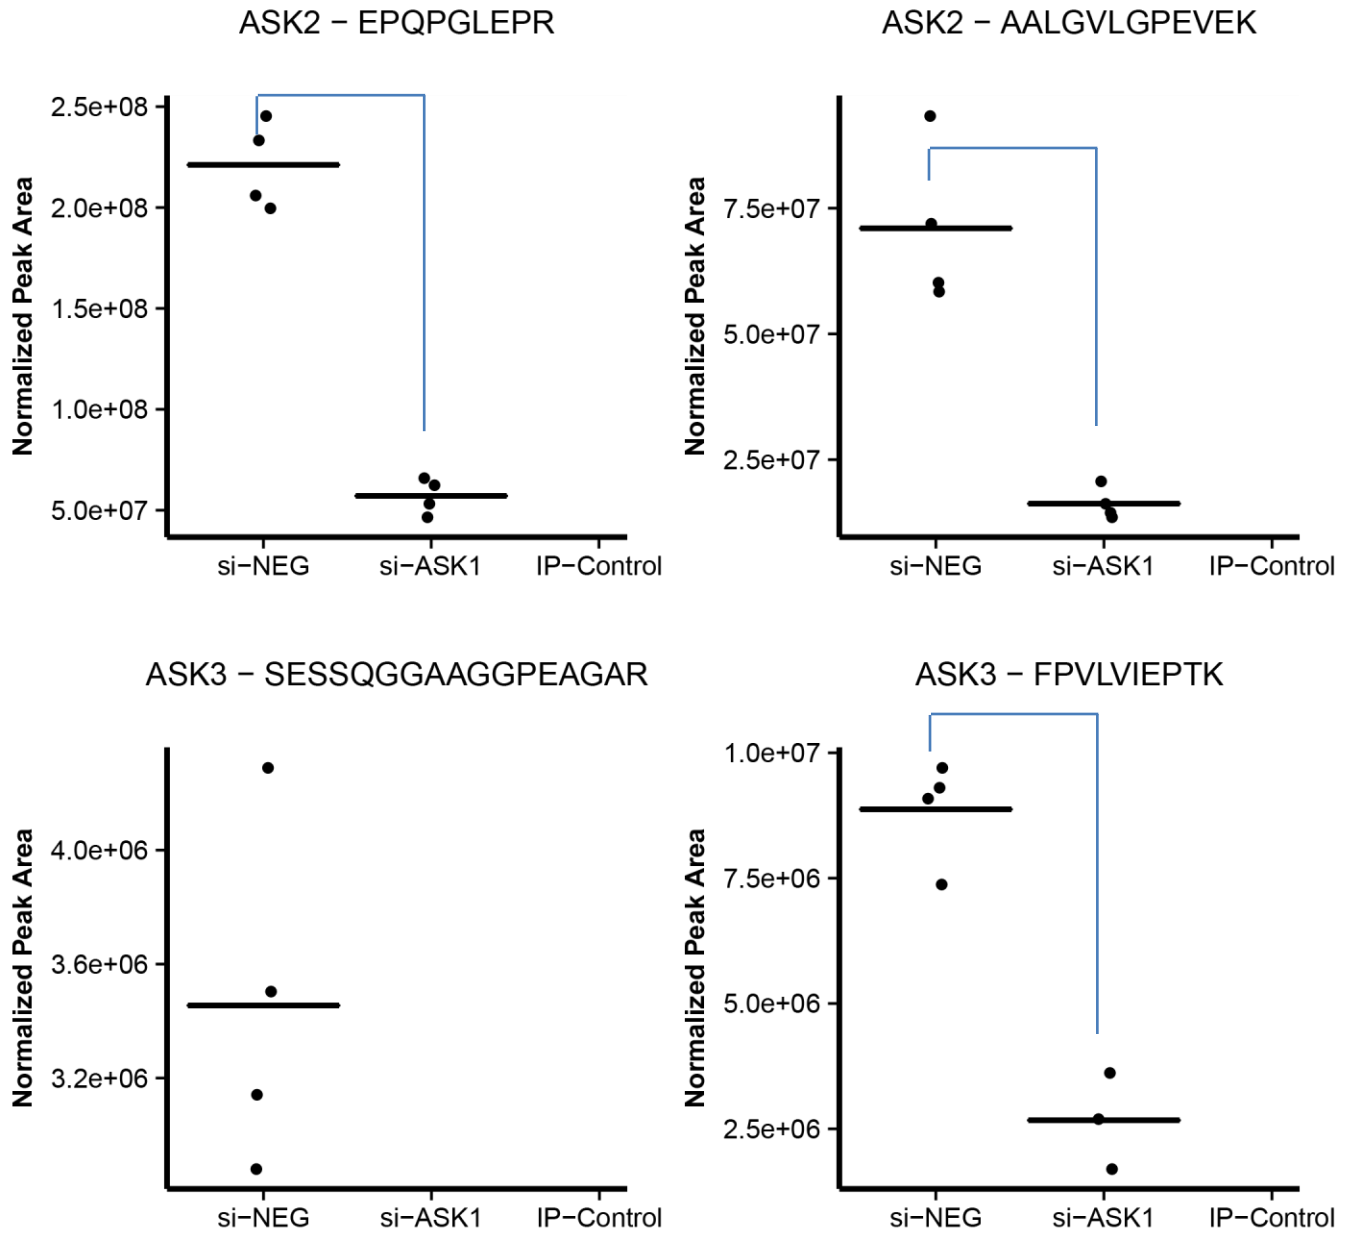 ASK2 − EPQPGLEPR
Normalized Peak Area
2.5e+08
2.0e+08
1.5e+08
1.0e+08
5.0e+07
si−NEG si−ASK1 IP−Control
ASK2 − AALGVLGPEVEK
Normalized Peak Area
7.5e+07
5.0e+07
2.5e+07
si−NEG si−ASK1 IP−Control
ASK3 − SESSQGGAAGGPEAGAR
Normalized Peak Area
4.0e+06
3.6e+06
3.2e+06
si−NEG si−ASK1 IP−Control
ASK3 − FPVLVIEPTK
Normalized Peak Area
1.0e+07
7.5e+06
5.0e+06
2.5e+06
si−NEG si−ASK1 IP−Control